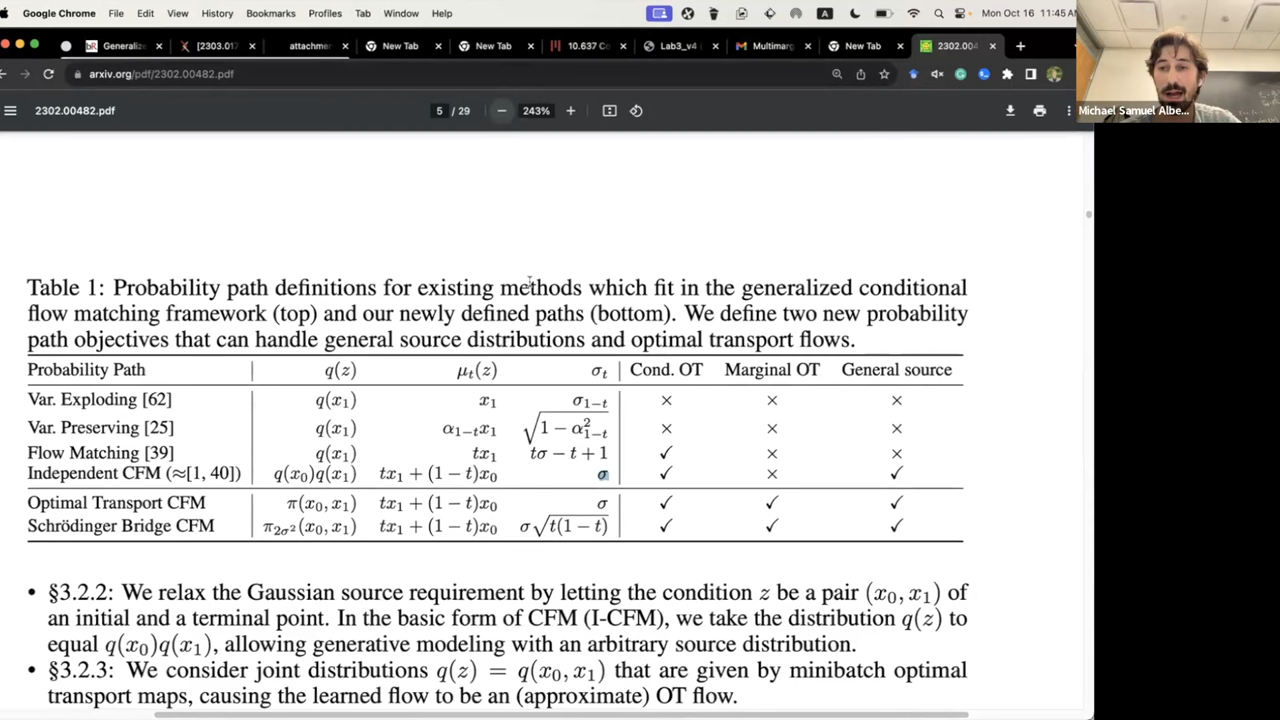 Google Chrome File Edit View History Bookmarks Profiles Tab Window Help Mon Oct 16 11:45
Generaliz [2303.017 attachmer New Tab New Tab 10.637 Co Lab3_v4 Multimarg New Tab 2302.004
arxiv.org/pdf/2302.00482.pdf
2302.00482.pdf 5 / 29 243%
Michael Samuel Albe...
Table 1: Probability path definitions for existing methods which fit in the generalized conditional
flow matching framework (top) and our newly defined paths (bottom). We define two new probability
path objectives that can handle general source distributions and optimal transport flows.
Probability Path q(z) μₜ(z) σₜ Cond. OT Marginal OT General source
Var. Exploding [62] q(x₁) x₁ σ₁₋ₜ × × ×
Var. Preserving [25] q(x₁) α₁₋ₜx₁ √(1 − α²₁₋ₜ) × × ×
Flow Matching [39] q(x₁) tx₁ tσ − t + 1 ✓ × ×
Independent CFM (≈[1, 40]) q(x₀)q(x₁) tx₁ + (1 − t)x₀ σ ✓ × ✓
Optimal Transport CFM π(x₀, x₁) tx₁ + (1 − t)x₀ σ ✓ ✓ ✓
Schrödinger Bridge CFM π₂σ²(x₀, x₁) tx₁ + (1 − t)x₀ σ√t(1 − t) ✓ ✓ ✓
• §3.2.2: We relax the Gaussian source requirement by letting the condition z be a pair (x₀, x₁) of
an initial and a terminal point. In the basic form of CFM (I-CFM), we take the distribution q(z) to
equal q(x₀)q(x₁), allowing generative modeling with an arbitrary source distribution.
• §3.2.3: We consider joint distributions q(z) = q(x₀, x₁) that are given by minibatch optimal
transport maps, causing the learned flow to be an (approximate) OT flow.